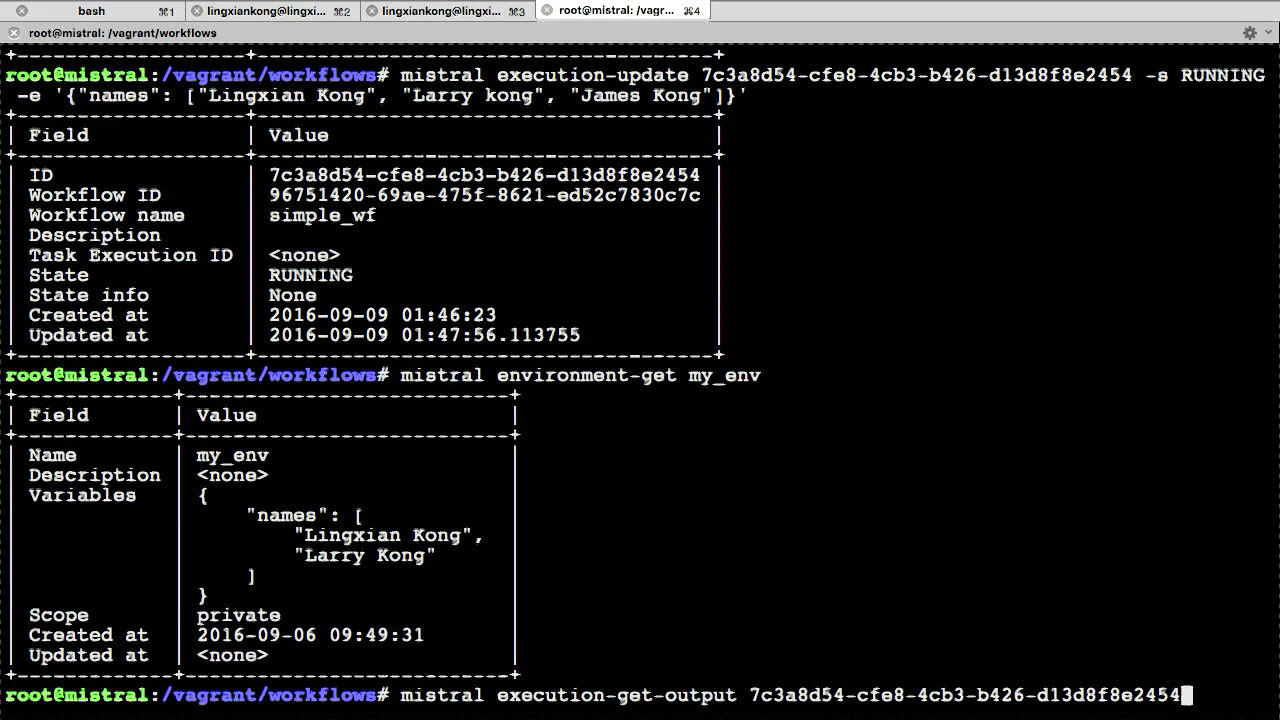 bash ⌘1 lingxiankong@lingxi... ⌘2 lingxiankong@lingxi... ⌘3 root@mistral: /vagr... ⌘4
root@mistral: /vagrant/workflows
+-----------------------------+---------------------------------------+
root@mistral:/vagrant/workflows# mistral execution-update 7c3a8d54-cfe8-4cb3-b426-d13d8f8e2454 -s RUNNING
-e '{"names": ["Lingxian Kong", "Larry kong", "James Kong"]}'
| Field | Value |
| ID | 7c3a8d54-cfe8-4cb3-b426-d13d8f8e2454 |
| Workflow ID | 96751420-69ae-475f-8621-ed52c7830c7c |
| Workflow name | simple_wf |
| Description | |
| Task Execution ID | <none> |
| State | RUNNING |
| State info | None |
| Created at | 2016-09-09 01:46:23 |
| Updated at | 2016-09-09 01:47:56.113755 |
root@mistral:/vagrant/workflows# mistral environment-get my_env
| Field | Value |
| Name | my_env |
| Description | <none> |
| Variables | { |
| | "names": [ |
| | "Lingxian Kong", |
| | "Larry Kong" |
| | ] |
| | } |
| Scope | private |
| Created at | 2016-09-06 09:49:31 |
| Updated at | <none> |
root@mistral:/vagrant/workflows# mistral execution-get-output 7c3a8d54-cfe8-4cb3-b426-d13d8f8e2454